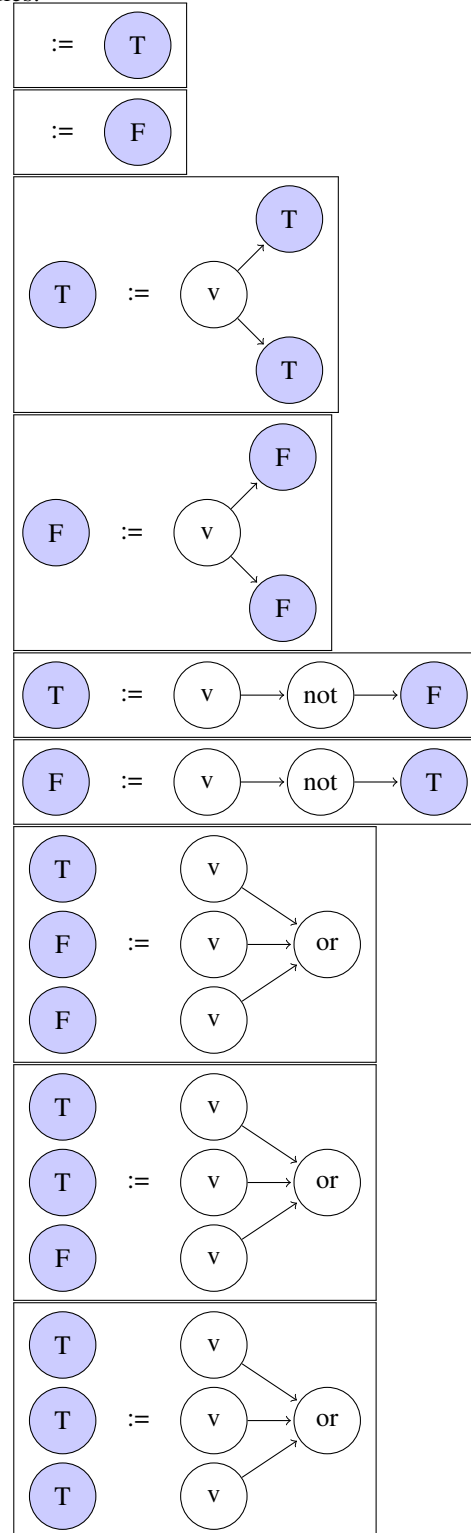 := T
:= F
T
T := v
T
F
F := v
F
T := v not F
F := v not T
T v
F := v or
F v
T v
T := v or
F v
T v
T := v or
T v